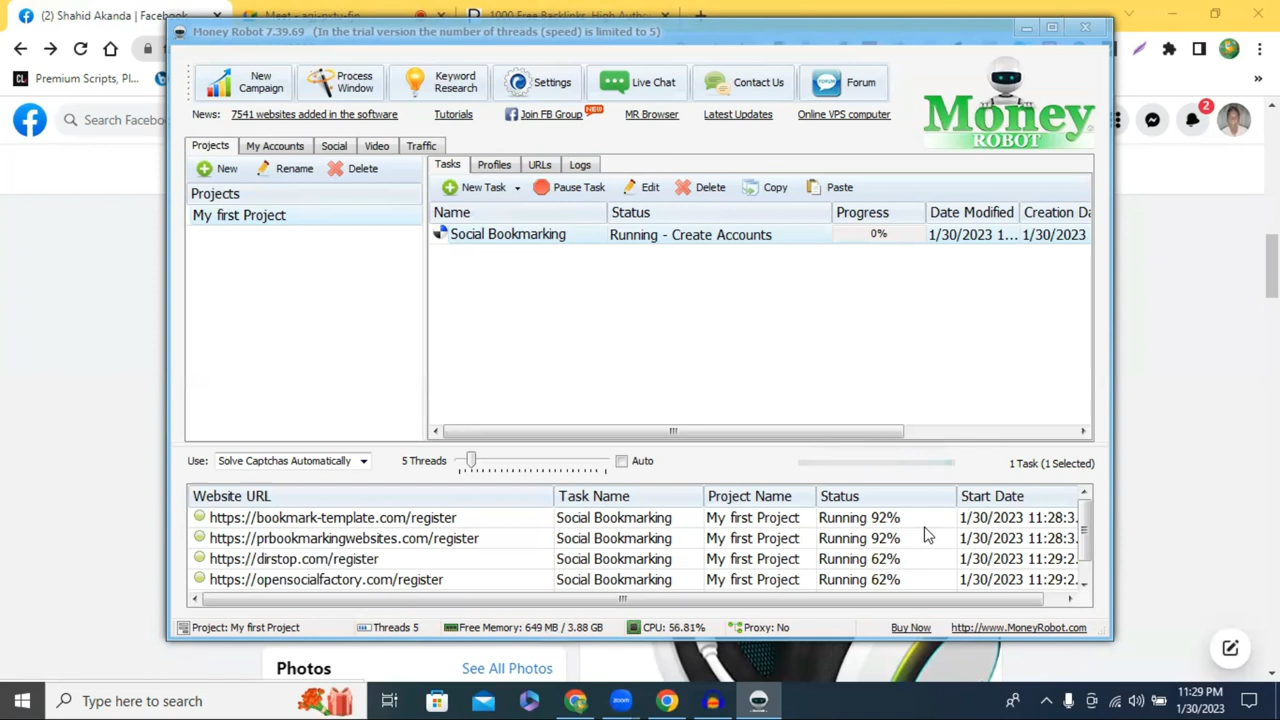 (2) Shahid Akanda | Facebook
1000 Free Backlinks, High Auth
Money Robot 7.39.69 (In the trial version the number of threads (speed) is limited to 5)
CL Premium Scripts, Pl...
»
Search Facebo
2
New Campaign
Process Window
Keyword Research
Settings
Live Chat
Contact Us
Forum
News: 7541 websites added in the software
Tutorials
Join FB Group NEW
MR Browser
Latest Updates
Online VPS computer
Money ROBOT
Projects My Accounts Social Video Traffic
New Rename Delete
Projects
My first Project
Tasks Profiles URLs Logs
New Task Pause Task Edit Delete Copy Paste
Name Status Progress Date Modified Creation Da
Social Bookmarking Running - Create Accounts 0% 1/30/2023 1... 1/30/2023
Use: Solve Captchas Automatically 5 Threads Auto 1 Task (1 Selected)
Website URL Task Name Project Name Status Start Date
https://bookmark-template.com/register Social Bookmarking My first Project Running 92% 1/30/2023 11:28:3...
https://prbookmarkingwebsites.com/register Social Bookmarking My first Project Running 92% 1/30/2023 11:28:3...
https://dirstop.com/register Social Bookmarking My first Project Running 62% 1/30/2023 11:29:2...
https://opensocialfactory.com/register Social Bookmarking My first Project Running 62% 1/30/2023 11:29:2...
Project: My first Project Threads 5 Free Memory: 649 MB / 3.88 GB CPU: 56.81% Proxy: No Buy Now http://www.MoneyRobot.com
Photos See All Photos
Type here to search
11:29 PM
1/30/2023